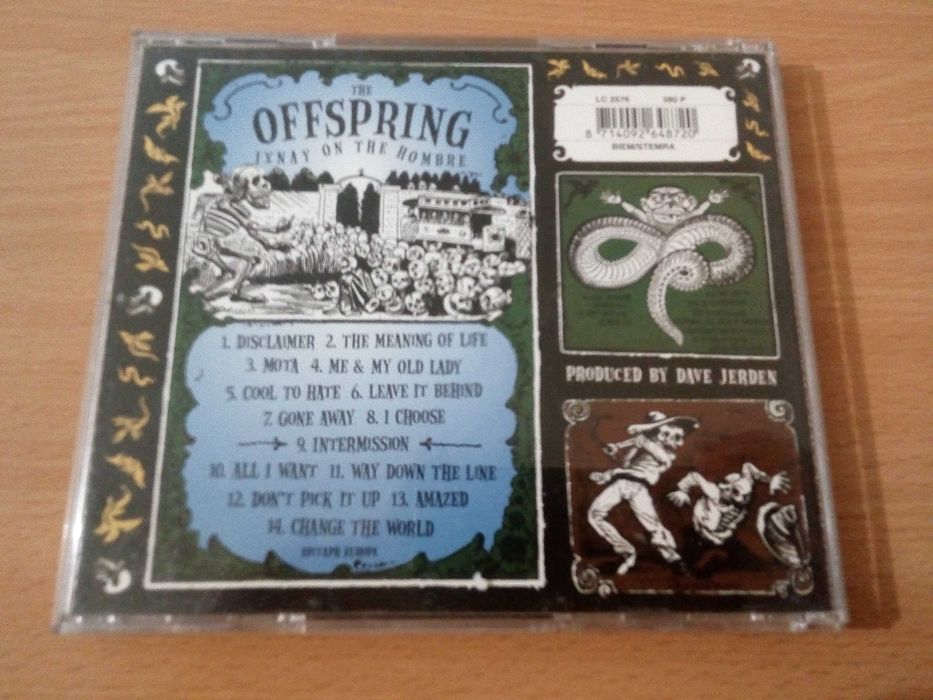 THE
OFFSPRING
IXNAY ON THE HOMBRE
1. DISCLAIMER 2. THE MEANING OF LIFE
3. MOTA 4. ME & MY OLD LADY
5. COOL TO HATE 6. LEAVE IT BEHIND
7. GONE AWAY 8. I CHOOSE
9. INTERMISSION
10. ALL I WANT 11. WAY DOWN THE LINE
12. DON'T PICK IT UP 13. AMAZED
14. CHANGE THE WORLD
EPITAPH EUROPE
LC 2576 380 P
8 714092 648720
BIEM/STEMRA
PRODUCED BY DAVE JERDEN